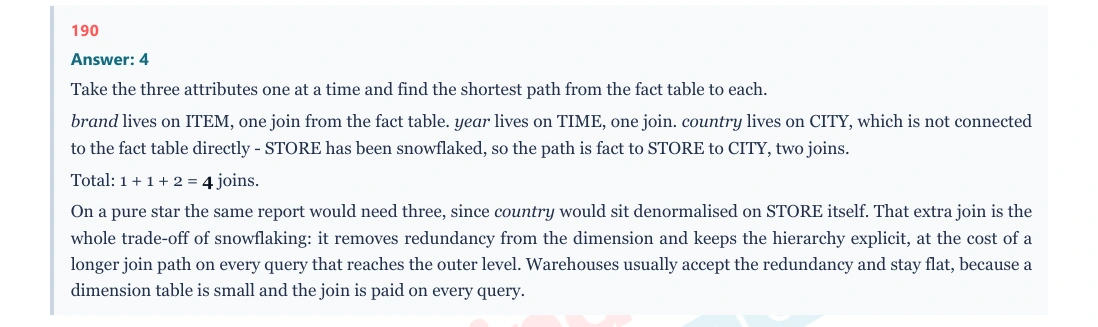 190
Answer: 4
Take the three attributes one at a time and find the shortest path from the fact table to each.
brand lives on ITEM, one join from the fact table. year lives on TIME, one join. country lives on CITY, which is not connected
to the fact table directly - STORE has been snowflaked, so the path is fact to STORE to CITY, two joins.
Total: 1 + 1 + 2 = 4 joins.
On a pure star the same report would need three, since country would sit denormalised on STORE itself. That extra join is the
whole trade-off of snowflaking: it removes redundancy from the dimension and keeps the hierarchy explicit, at the cost of a
longer join path on every query that reaches the outer level. Warehouses usually accept the redundancy and stay flat, because a
dimension table is small and the join is paid on every query.